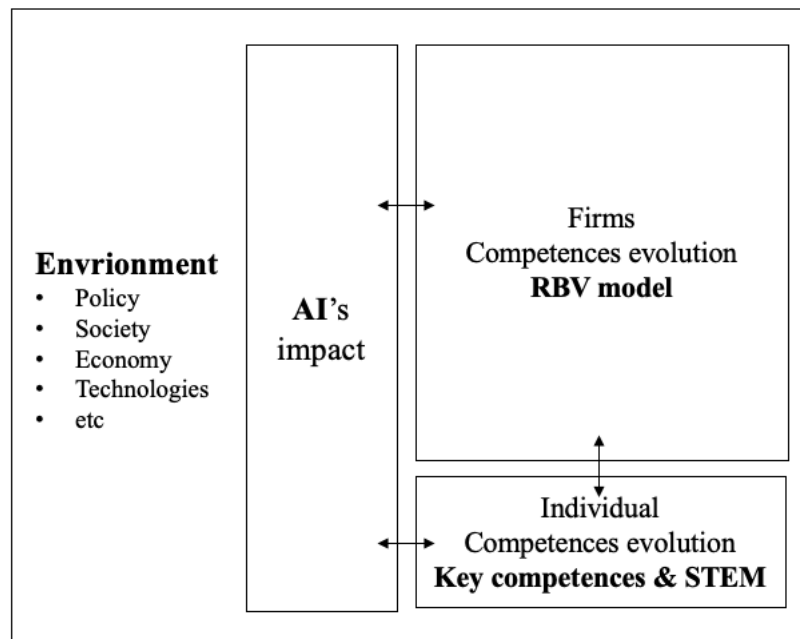 Envrionment
• Policy
• Society
• Economy
• Technologies
• etc
AI's
impact
Firms
Competences evolution
RBV model
Individual
Competences evolution
Key competences & STEM